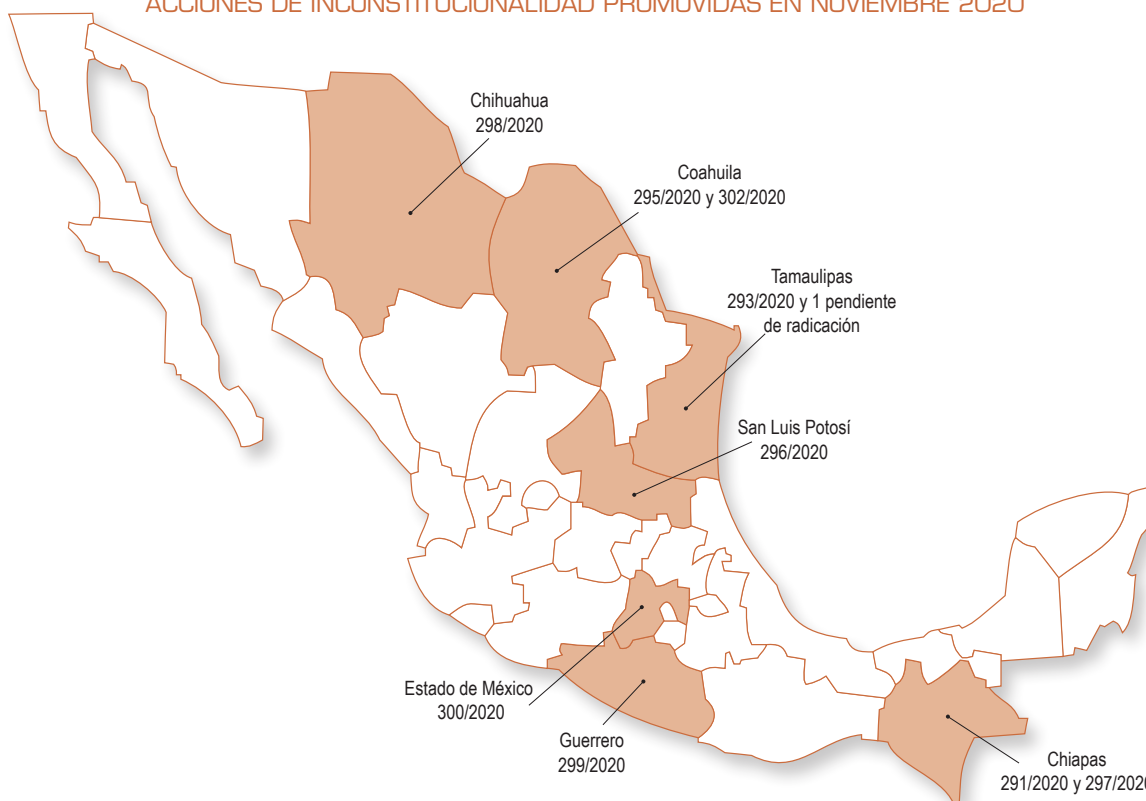 ACCIONES DE INCONSTITUCIONALIDAD PROMOVIDAS EN NOVIEMBRE 2020
Chihuahua
298/2020
Coahuila
295/2020 y 302/2020
Tamaulipas
293/2020 y 1 pendiente
de radicación
San Luis Potosí
296/2020
Estado de México
300/2020
Guerrero
299/2020
Chiapas
291/2020 y 297/2020